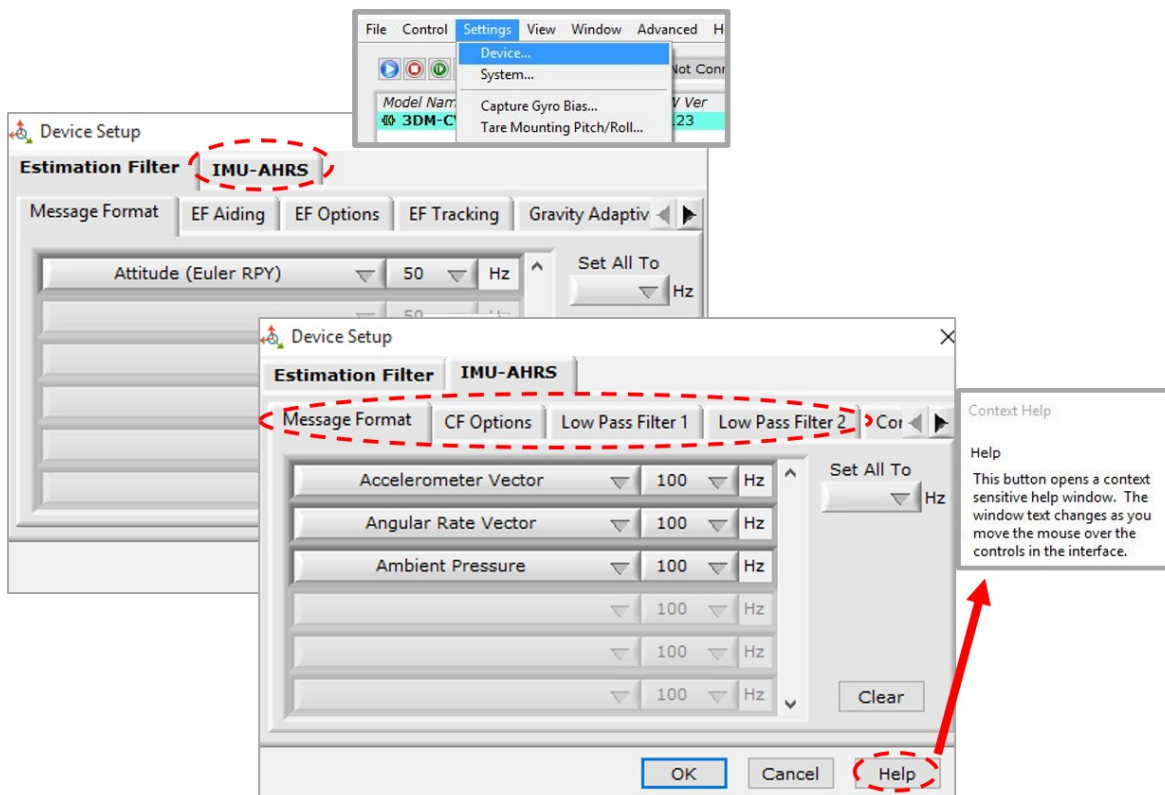 File Control Settings View Window Advanced H
Device...
System...
Not Conn
Model Nam
W Ver
3DM-C
123
Capture Gyro Bias...
Tare Mounting Pitch/Roll...
Device Setup
Estimation Filter IMU-AHRS
Message Format EF Aiding EF Options EF Tracking Gravity Adaptiv
Attitude (Euler RPY) 50 Hz
Set All To
Hz
50
Device Setup
Estimation Filter IMU-AHRS
Message Format CF Options Low Pass Filter 1 Low Pass Filter 2 Cor
Accelerometer Vector 100 Hz
Set All To
Hz
Angular Rate Vector 100 Hz
Ambient Pressure 100 Hz
100 Hz
100 Hz
100 Hz
Clear
OK Cancel Help
Context Help
Help
This button opens a context
sensitive help window. The
window text changes as you
move the mouse over the
controls in the interface.